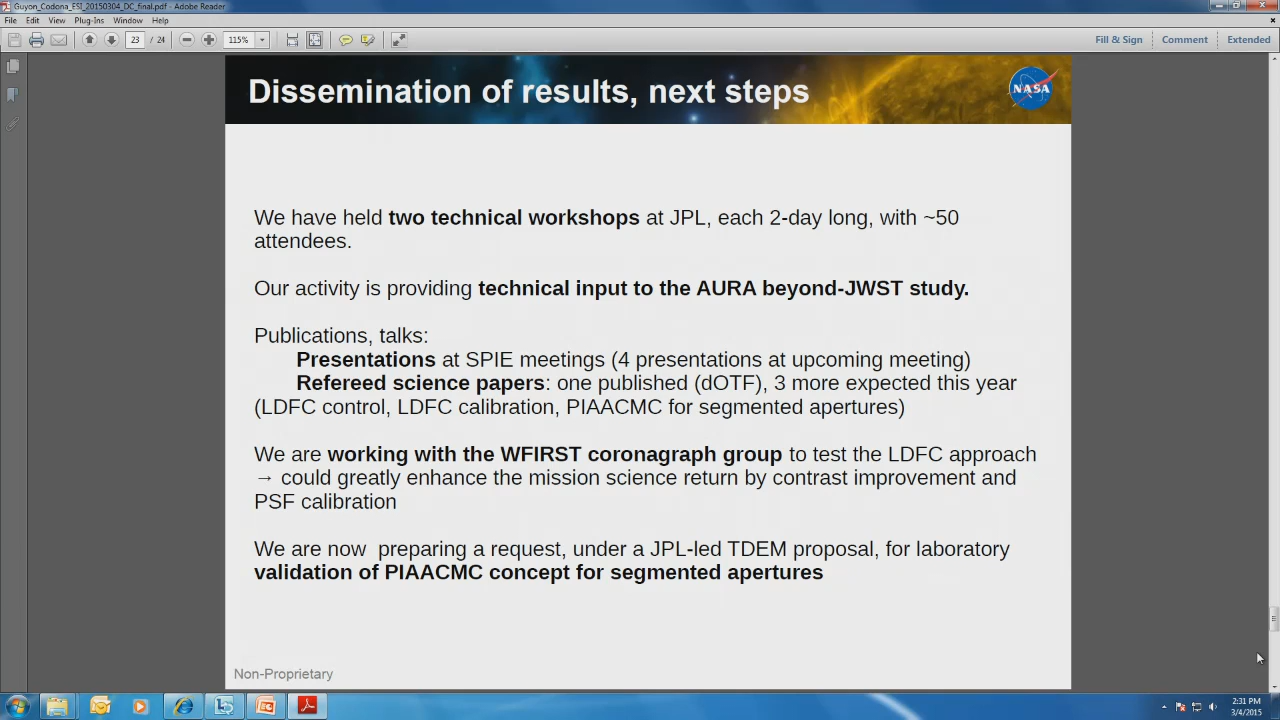 Guyon_Codona_ESI_20150304_DC_final.pdf - Adobe Reader
File Edit View Plug-Ins Window Help
23 / 24 115% Fill & Sign Comment Extended
Dissemination of results, next steps
NASA
We have held two technical workshops at JPL, each 2-day long, with ~50
attendees.
Our activity is providing technical input to the AURA beyond-JWST study.
Publications, talks:
Presentations at SPIE meetings (4 presentations at upcoming meeting)
Refereed science papers: one published (dOTF), 3 more expected this year
(LDFC control, LDFC calibration, PIAACMC for segmented apertures)
We are working with the WFIRST coronagraph group to test the LDFC approach
→ could greatly enhance the mission science return by contrast improvement and
PSF calibration
We are now  preparing a request, under a JPL-led TDEM proposal, for laboratory
validation of PIAACMC concept for segmented apertures
Non-Proprietary
2:31 PM
3/4/2015